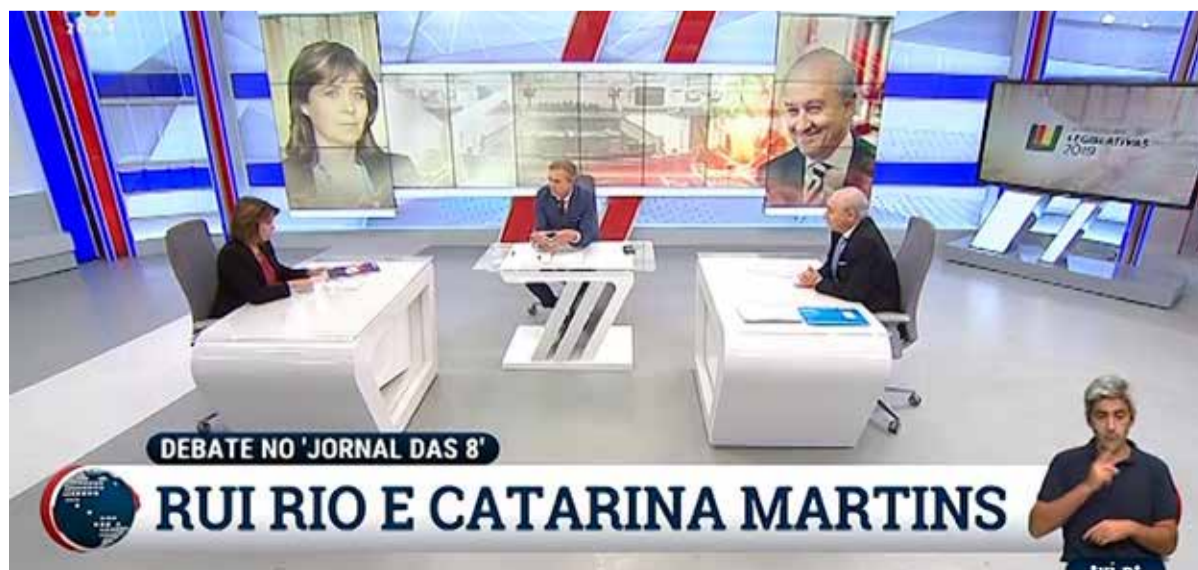 LEGISLATIVAS
2019
DEBATE NO 'JORNAL DAS 8'
RUI RIO E CATARINA MARTINS